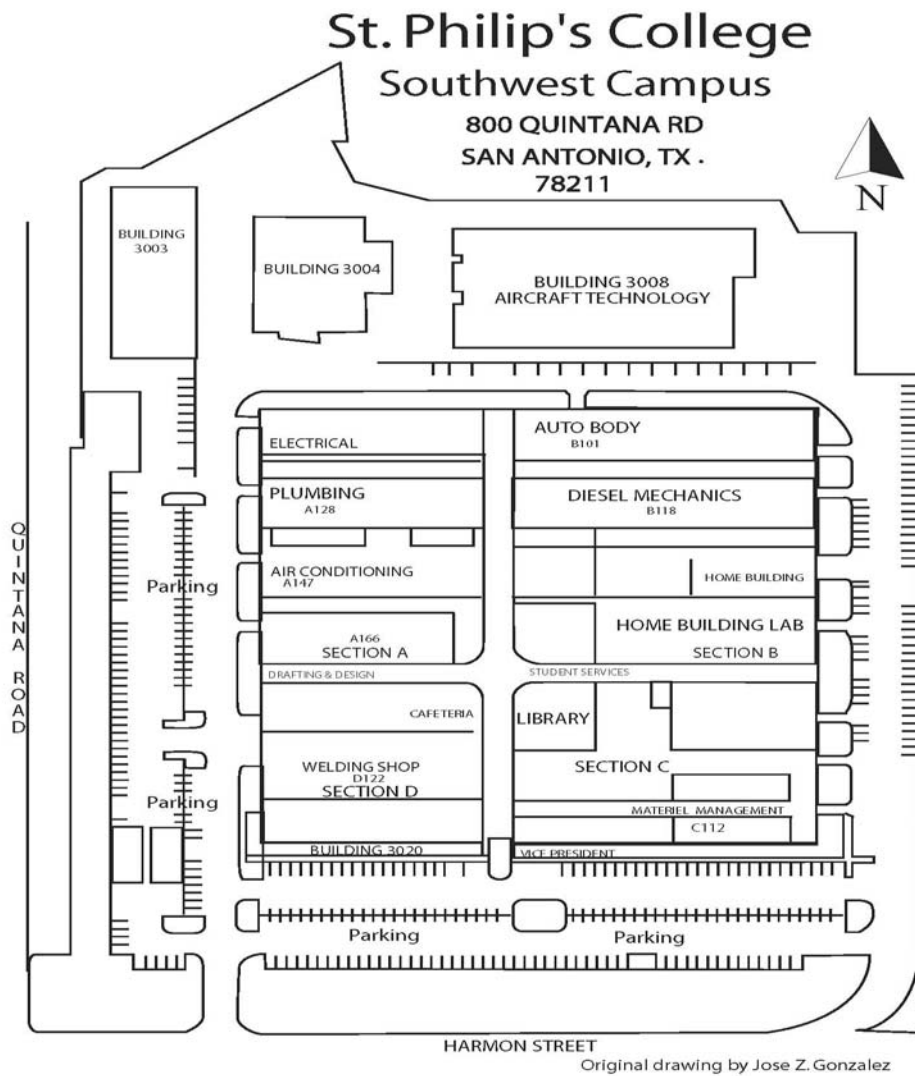 St. Philip's College
Southwest Campus
800 QUINTANA RD
SAN ANTONIO, TX .
78211
N
BUILDING
3003
BUILDING 3004
BUILDING 3008
AIRCRAFT TECHNOLOGY
ELECTRICAL
AUTO BODY
B101
PLUMBING
A128
DIESEL MECHANICS
B118
AIR CONDITIONING
A147
HOME BUILDING
Parking
A166
SECTION A
HOME BUILDING LAB
SECTION B
QUINTANA ROAD
DRAFTING & DESIGN
STUDENT SERVICES
CAFETERIA
LIBRARY
WELDING SHOP
D122
SECTION D
SECTION C
Parking
MATERIEL MANAGEMENT
C112
BUILDING 3020
VICE PRESIDENT
Parking
Parking
HARMON STREET
Original drawing by Jose Z. Gonzalez